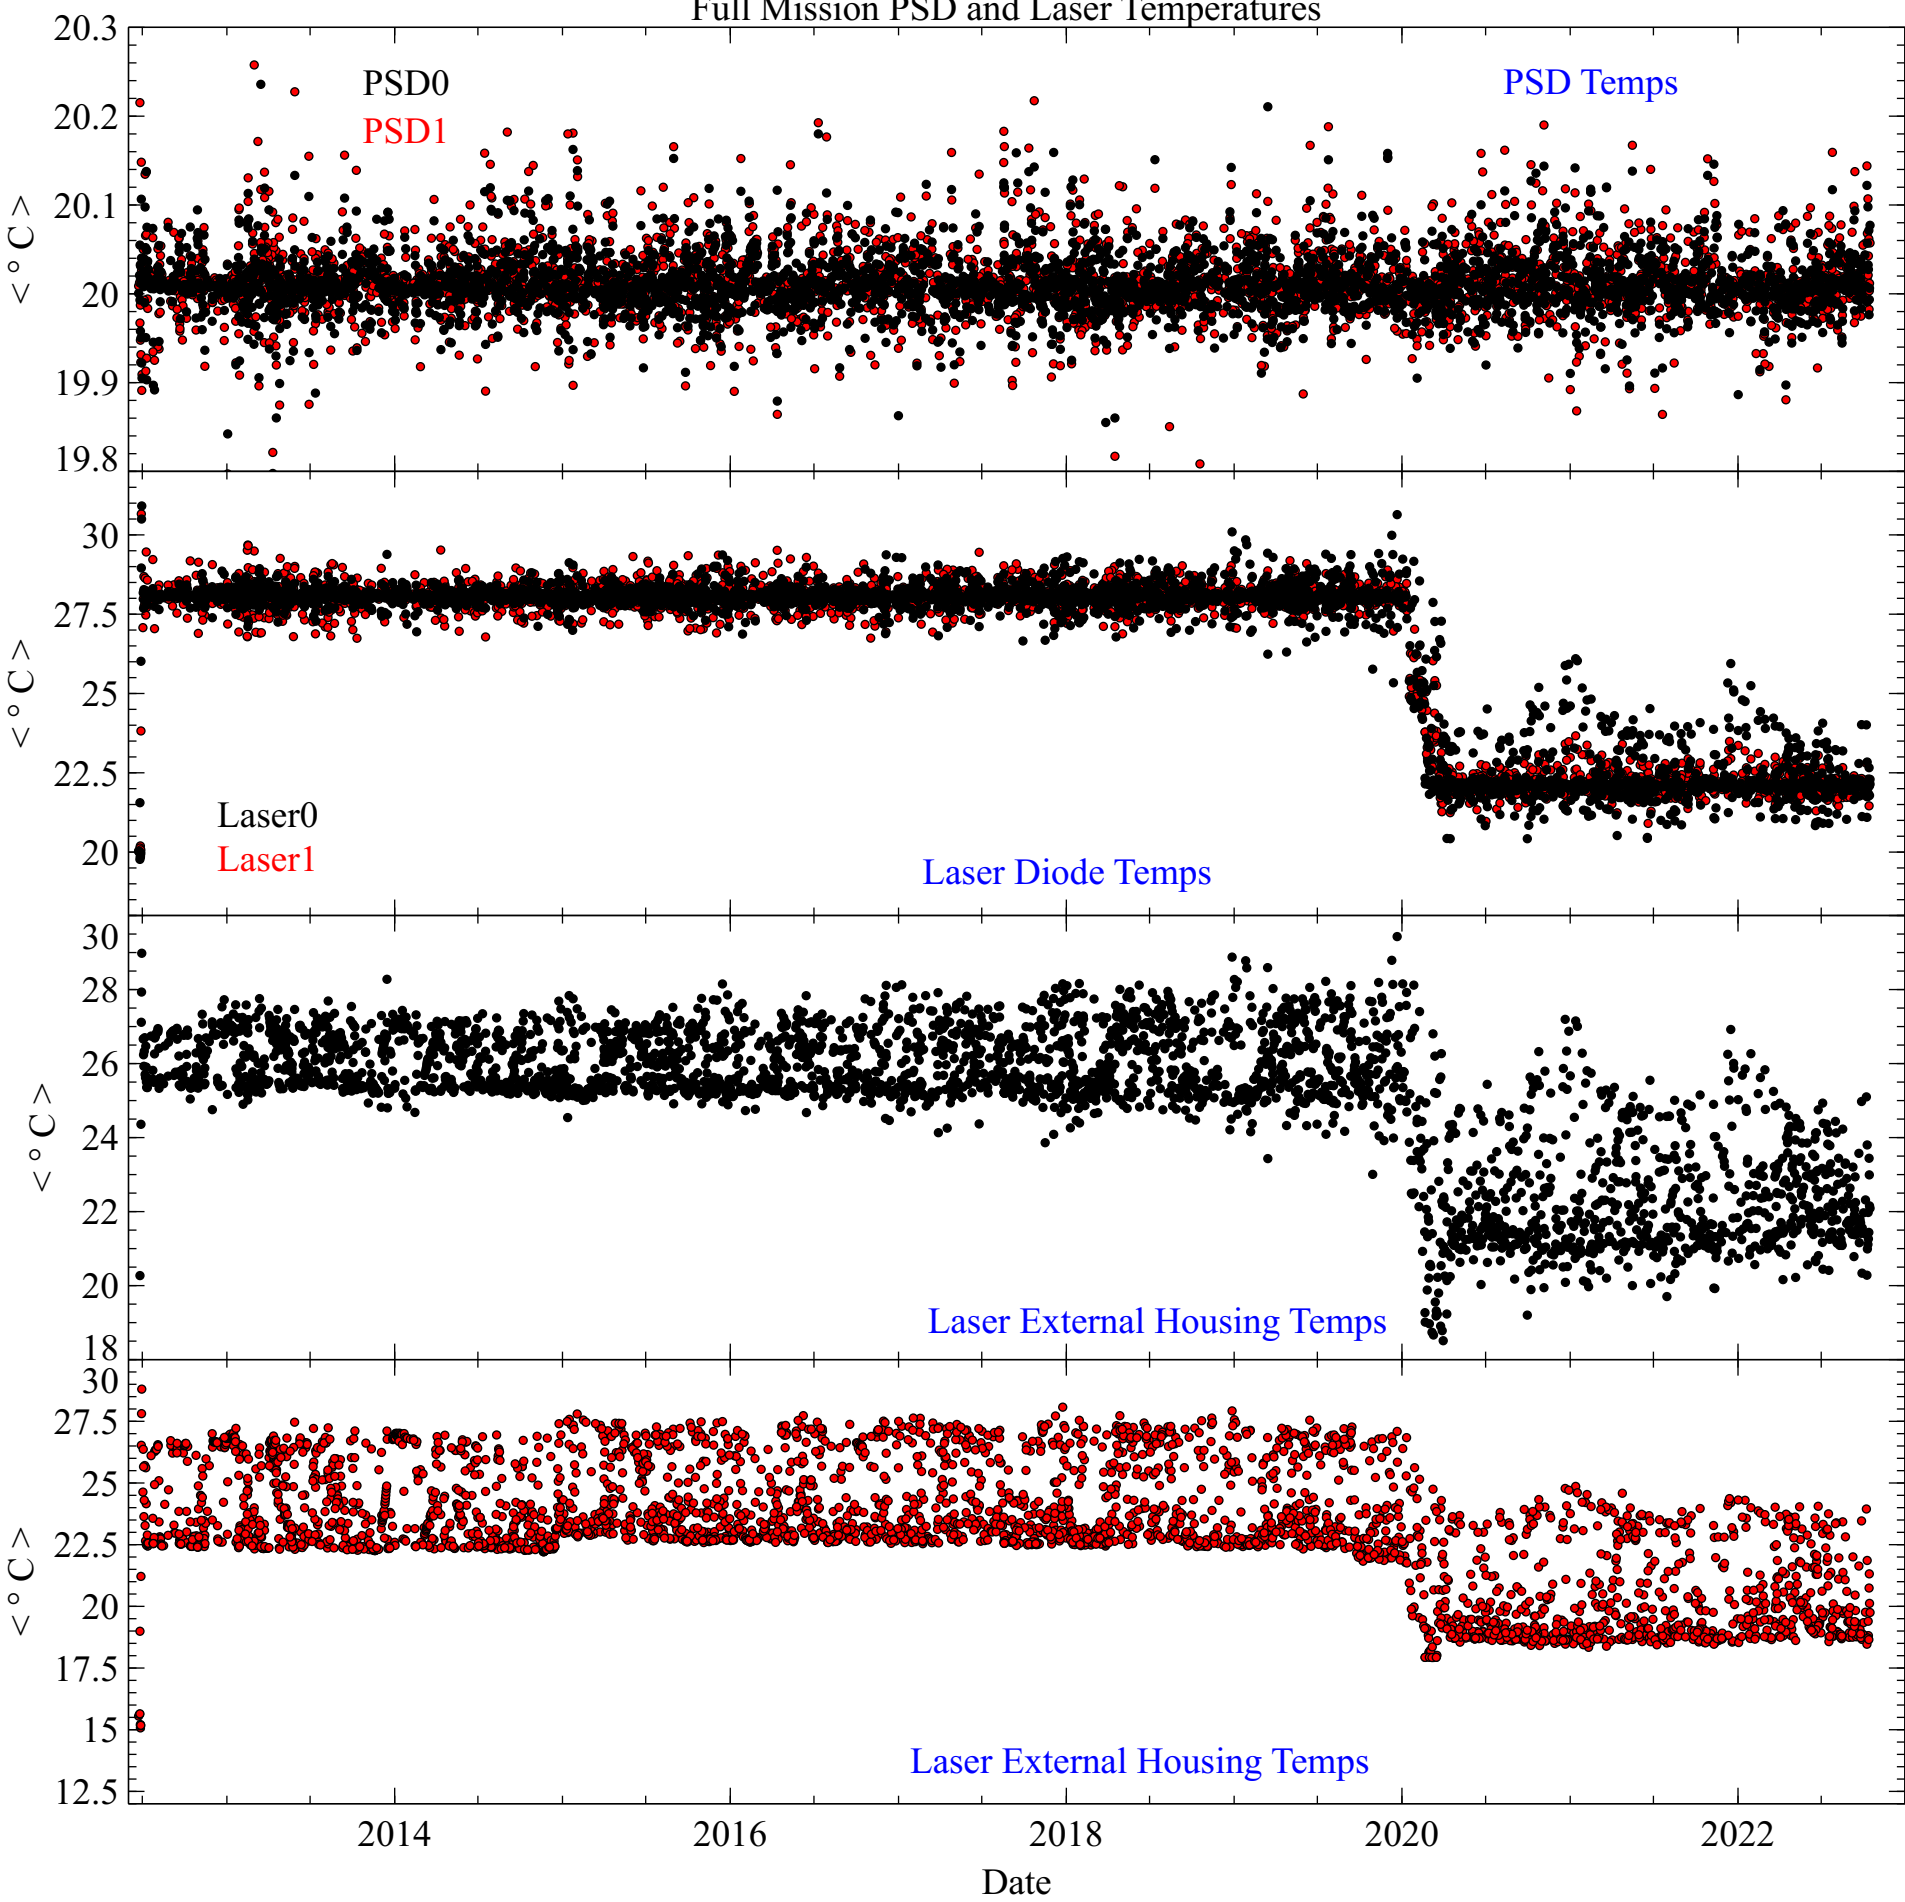 Full Mission PSD and Laser Temperatures
20.3
PSD0
PSD Temps
20.2
PSD1
20.1
< ° C >
20
19.9
19.8
30
27.5
< ° C >
25
22.5
Laser0
20
Laser1
Laser Diode Temps
30
28
26
< ° C >
24
22
20
Laser External Housing Temps
18
30
27.5
25
22.5
< ° C >
20
17.5
15
Laser External Housing Temps
12.5
2014 2016 2018 2020 2022
Date